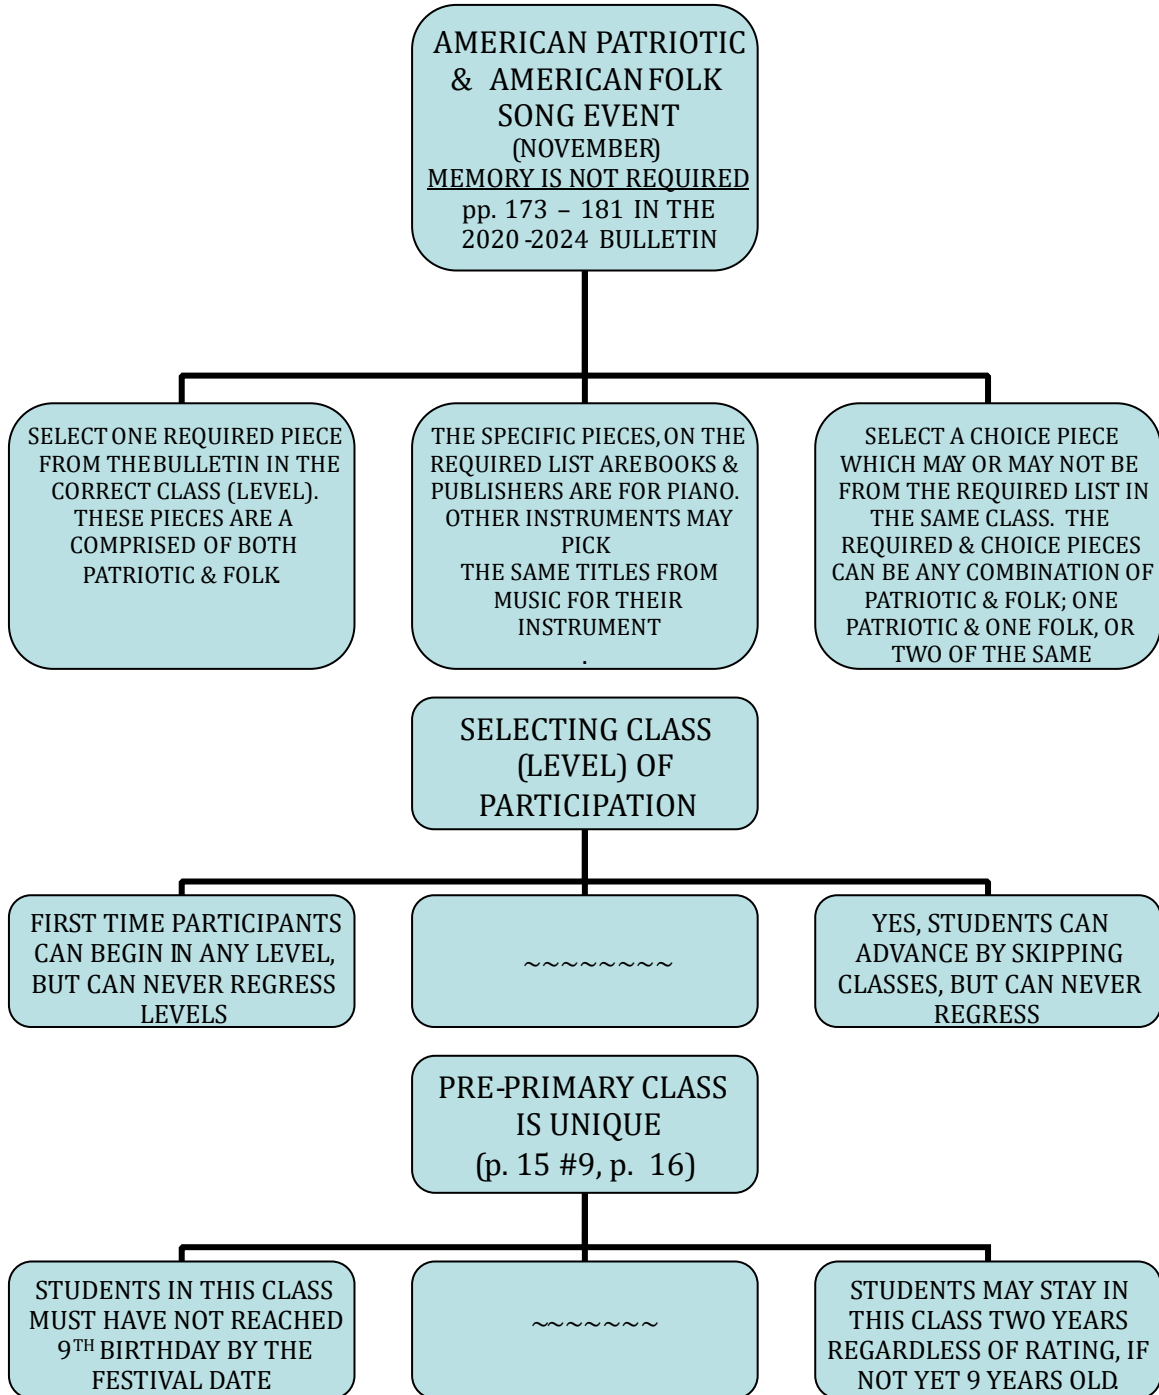 AMERICAN PATRIOTIC
& AMERICAN FOLK
SONG EVENT
(NOVEMBER)
MEMORY IS NOT REQUIRED
pp. 173 – 181 IN THE
2020-2024 BULLETIN
SELECT ONE REQUIRED PIECE
FROM THE BULLETIN IN THE
CORRECT CLASS (LEVEL).
THESE PIECES ARE A
COMPRISED OF BOTH
PATRIOTIC & FOLK.
THE SPECIFIC PIECES, ON THE
REQUIRED LIST ARE BOOKS &
PUBLISHERS ARE FOR PIANO.
OTHER INSTRUMENTS MAY
PICK
THE SAME TITLES FROM
MUSIC FOR THEIR
INSTRUMENT
.
SELECT A CHOICE PIECE
WHICH MAY OR MAY NOT BE
FROM THE REQUIRED LIST IN
THE SAME CLASS. THE
REQUIRED & CHOICE PIECES
CAN BE ANY COMBINATION OF
PATRIOTIC & FOLK; ONE
PATRIOTIC & ONE FOLK, OR
TWO OF THE SAME
SELECTING CLASS
(LEVEL) OF
PARTICIPATION
FIRST TIME PARTICIPANTS
CAN BEGIN IN ANY LEVEL,
BUT CAN NEVER REGRESS
LEVELS
~~~~~~~~
YES, STUDENTS CAN
ADVANCE BY SKIPPING
CLASSES, BUT CAN NEVER
REGRESS
PRE-PRIMARY CLASS
IS UNIQUE
(p. 15 #9, p. 16)
STUDENTS IN THIS CLASS
MUST HAVE NOT REACHED
9TH BIRTHDAY BY THE
FESTIVAL DATE
~~~~~~~
STUDENTS MAY STAY IN
THIS CLASS TWO YEARS
REGARDLESS OF RATING, IF
NOT YET 9 YEARS OLD.